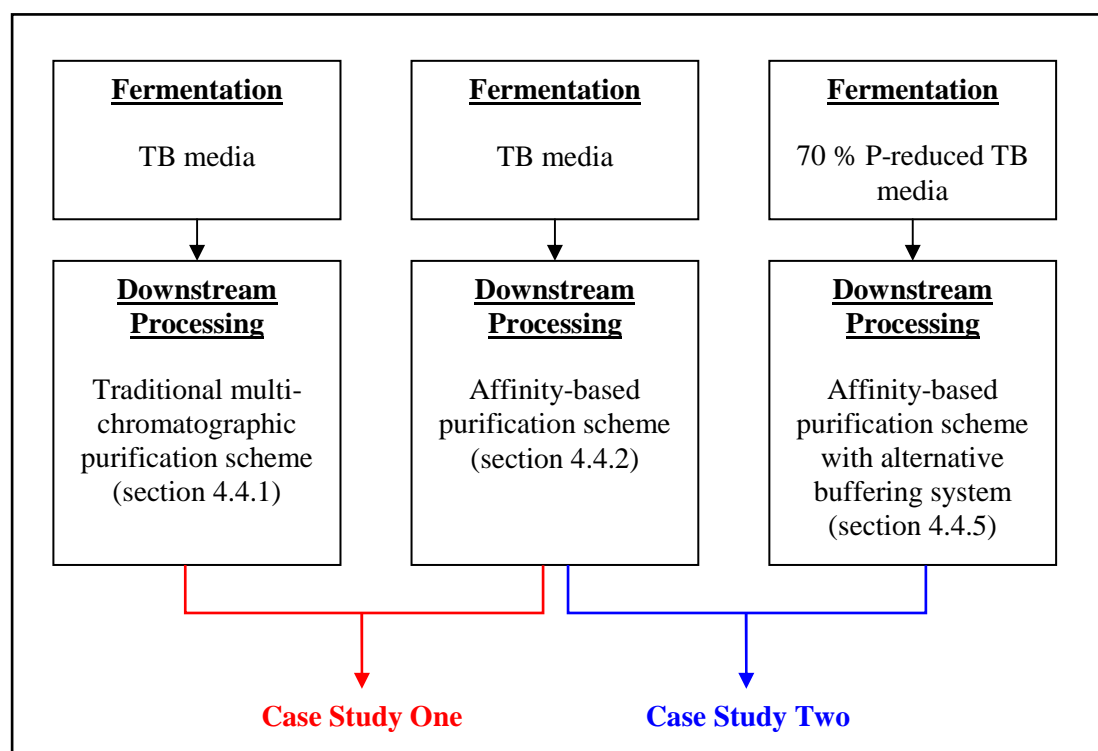 Fermentation
TB media
Downstream
Processing
Traditional multi-
chromatographic
purification scheme
(section 4.4.1)
Fermentation
TB media
Downstream
Processing
Affinity-based
purification scheme
(section 4.4.2)
Fermentation
70 % P-reduced TB
media
Downstream
Processing
Affinity-based
purification scheme
with alternative
buffering system
(section 4.4.5)
Case Study One
Case Study Two